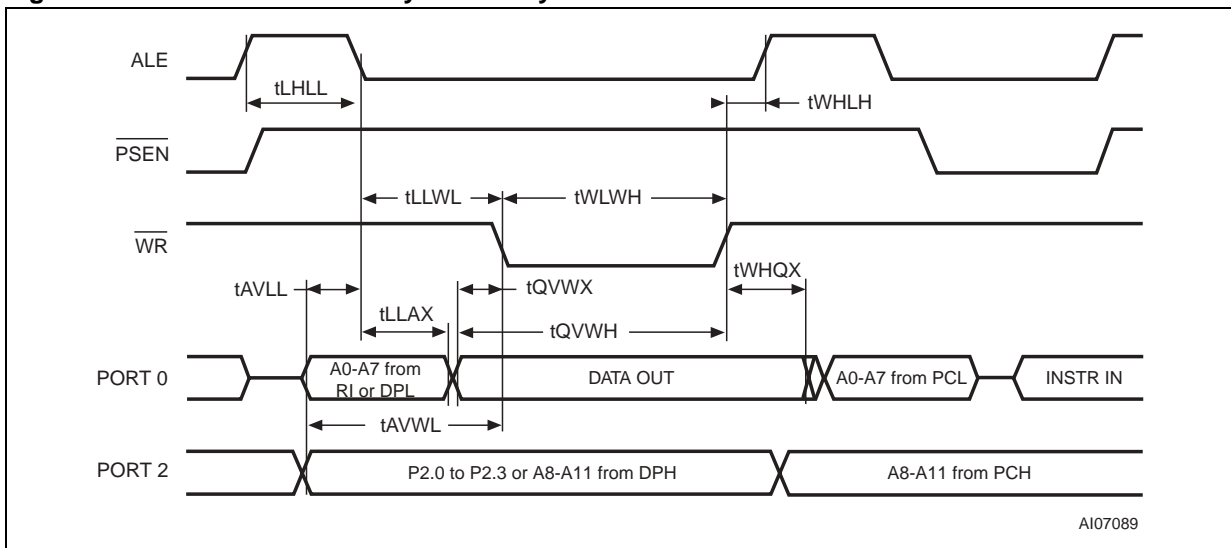 ALE
tLHLL
tWHLH
PSEN
tLLWL
tWLWH
WR
tWHQX
tAVLL
tQVWX
tLLAX
tQVWH
PORT 0
A0-A7 from
RI or DPL
DATA OUT
A0-A7 from PCL
INSTR IN
tAVWL
PORT 2
P2.0 to P2.3 or A8-A11 from DPH
A8-A11 from PCH
AI07089